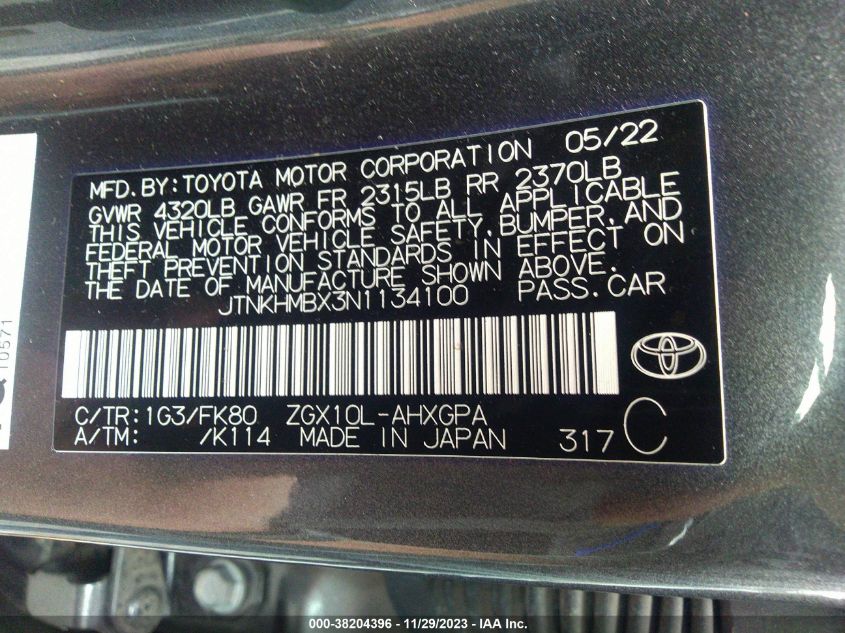 MFD.BY:TOYOTA MOTOR CORPORATION 05/22
GVWR 4320LB GAWR FR 2315LB RR 2370LB
THIS VEHICLE CONFORMS TO ALL APPLICABLE
FEDERAL MOTOR VEHICLE SAFETY,BUMPER,AND
THEFT PREVENTION STANDARDS IN EFFECT ON
THE DATE OF MANUFACTURE SHOWN ABOVE.
JTNKHMBX3N1134100 PASS.CAR
C/TR:1G3/FK80 ZGX10L-AHXGPA
A/TM: /K114 MADE IN JAPAN 317 C
10571
000-38204396 - 11/29/2023 - IAA Inc.